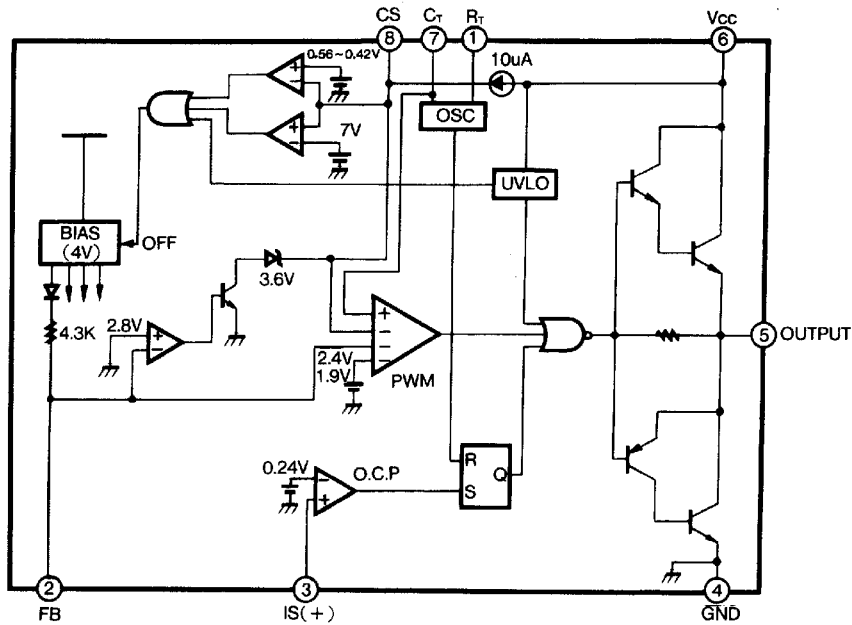 CS CT RT VCC
8 7 1 6
0.56~0.42V
10uA
+
−
OSC
+
−
7V
UVLO
BIAS
(4V)
OFF
3.6V
4.3K
2.8V
+
−
+
−
−
−
2.4V
1.9V
PWM
5 OUTPUT
0.24V
−
+
O.C.P
R
S
Q
2 3 4
FB IS(+) GND